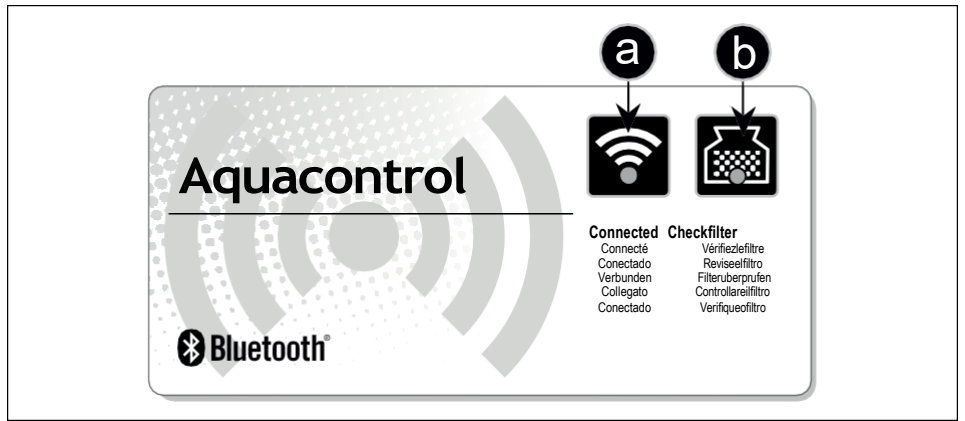 a b
Aquacontrol
Connected Checkfilter
Connecté Vérifiezlefiltre
Conectado Reviseelfiltro
Verbunden Filteruberprufen
Collegato Controllareilfiltro
Conectado Verifiqueofiltro
Bluetooth®